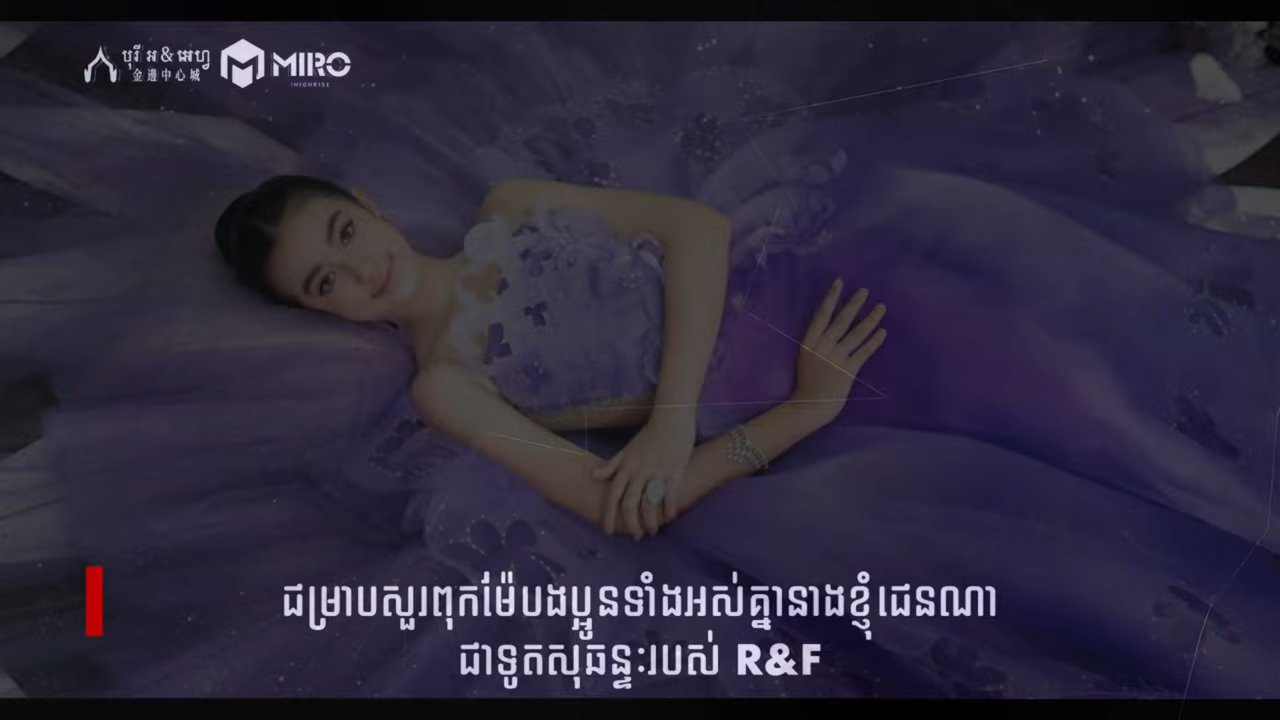 បុរី អ&អេហ្វ
金邊中心城
MIRO
HIGHRISE
ជម្រាបសួរពុកម៉ែបងប្អូនទាំងអស់គ្នានាងខ្ញុំជេនណា
ជាទូតសុឆន្ទៈរបស់ R&F